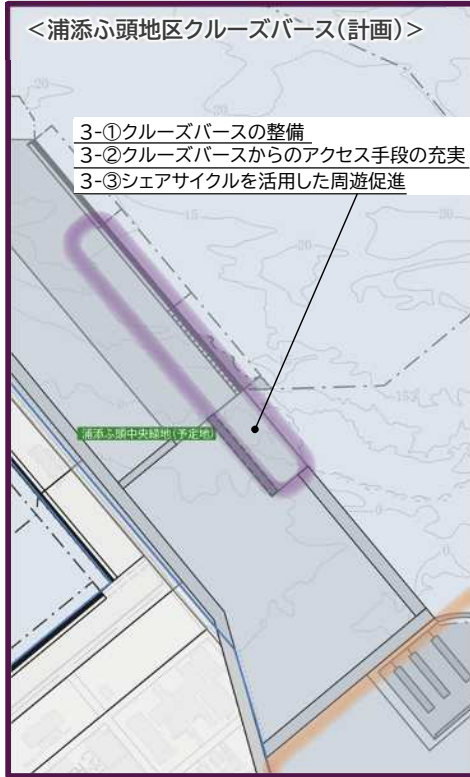 <浦添ふ頭地区クルーズバース(計画)>
3-①クルーズバースの整備
3-②クルーズバースからのアクセス手段の充実
3-③シェアサイクルを活用した周遊促進
浦添ふ頭中央緑地(予定地)